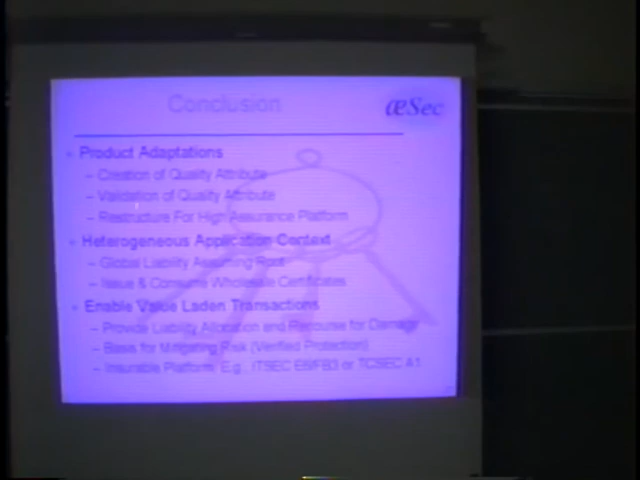 Conclusion
æSec
Product Adaptations
– Creation of Quality Attribute
– Validation of Quality Attribute
– Restructure For High Assurance Platform
Heterogeneous Application Context
– Global Liability Assuming Root
– Issue & Consume Wholesale Certificates
Enable Value Laden Transactions
– Provide Liability Allocation and Recourse for Damage
– Basis for Mitigating Risk (Verified Protection)
– Insurable Platform: E.g., ITSEC E6/FB3 or TCSEC A1